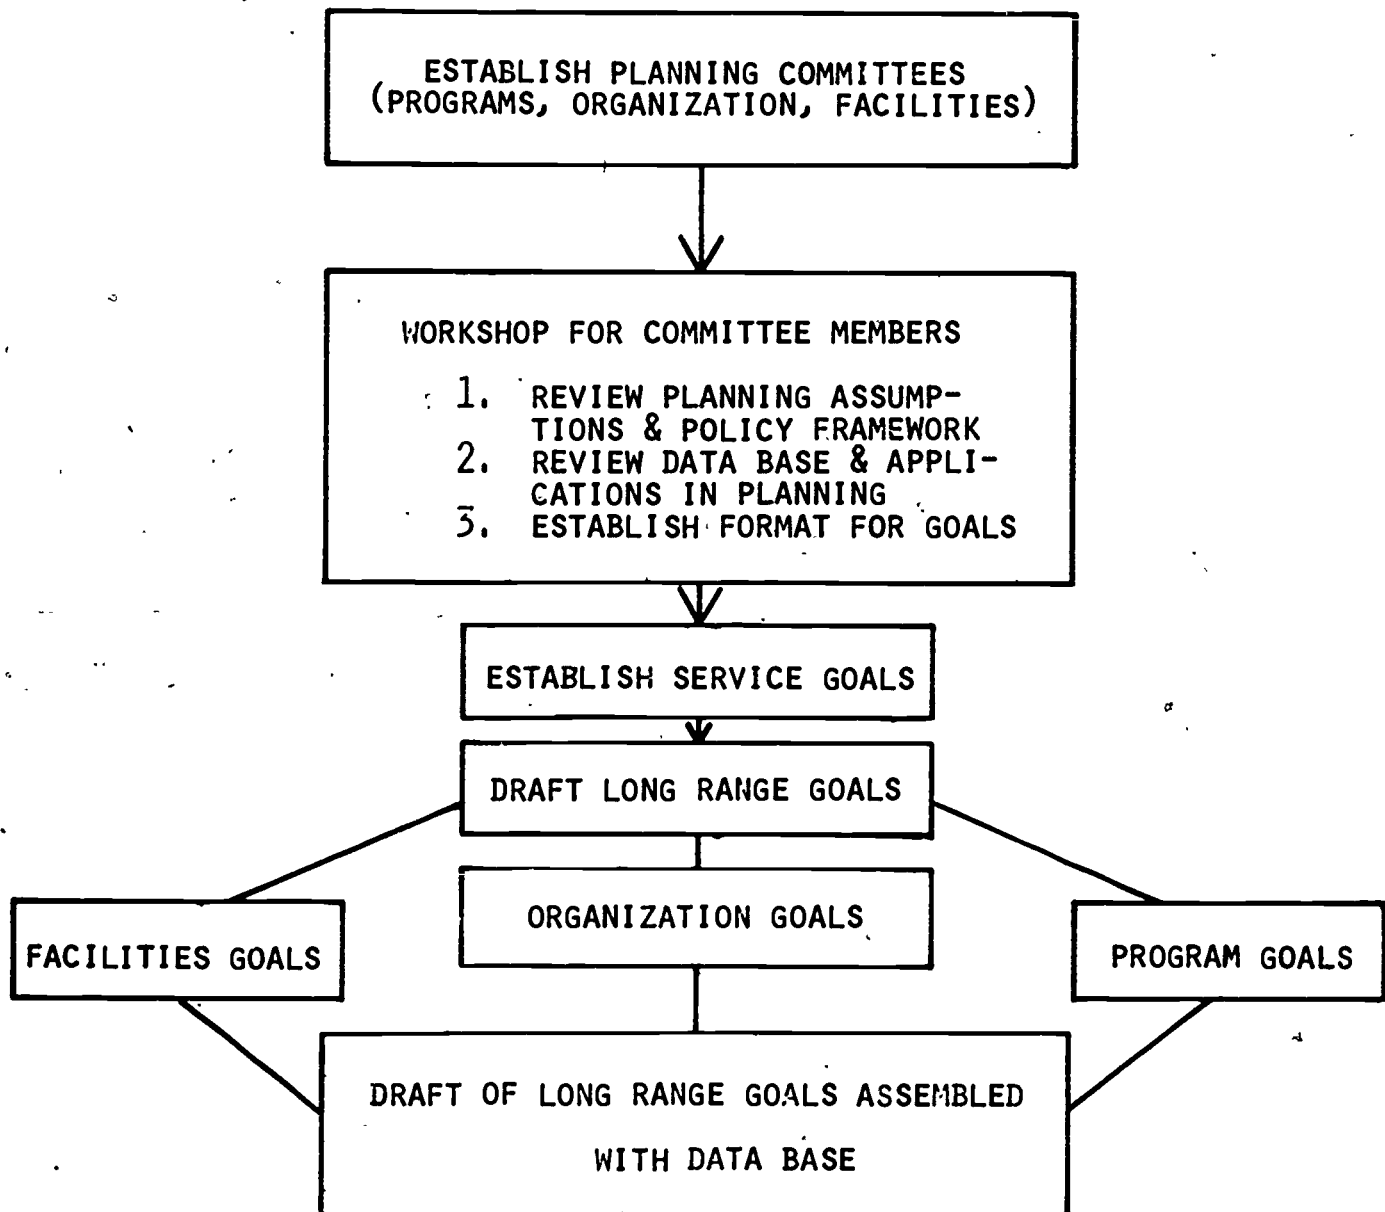 ESTABLISH PLANNING COMMITTEES
(PROGRAMS, ORGANIZATION, FACILITIES)
WORKSHOP FOR COMMITTEE MEMBERS
1. REVIEW PLANNING ASSUMP-
TIONS & POLICY FRAMEWORK
2. REVIEW DATA BASE & APPLI-
CATIONS IN PLANNING
3. ESTABLISH FORMAT FOR GOALS
ESTABLISH SERVICE GOALS
DRAFT LONG RANGE GOALS
ORGANIZATION GOALS
FACILITIES GOALS
PROGRAM GOALS
DRAFT OF LONG RANGE GOALS ASSEMBLED
WITH DATA BASE